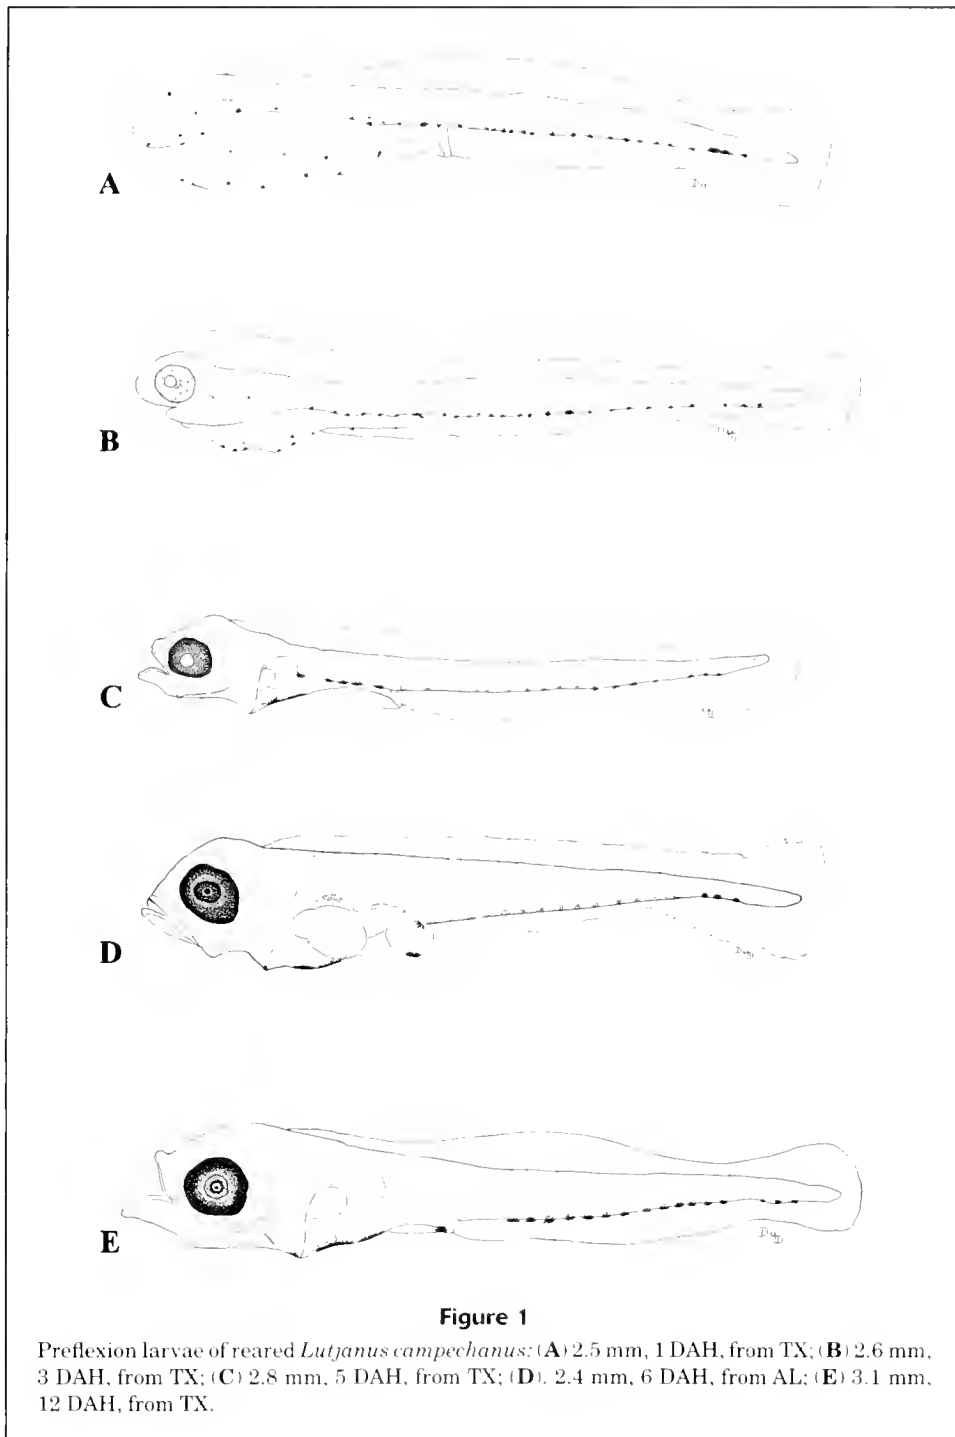 A
B
C
D
E
Figure 1
Preflexion larvae of reared Lutjanus campechanus: (A) 2.5 mm, 1 DAH, from TX; (B) 2.6 mm,
3 DAH, from TX; (C) 2.8 mm, 5 DAH, from TX; (D). 2.4 mm, 6 DAH, from AL; (E) 3.1 mm,
12 DAH, from TX.